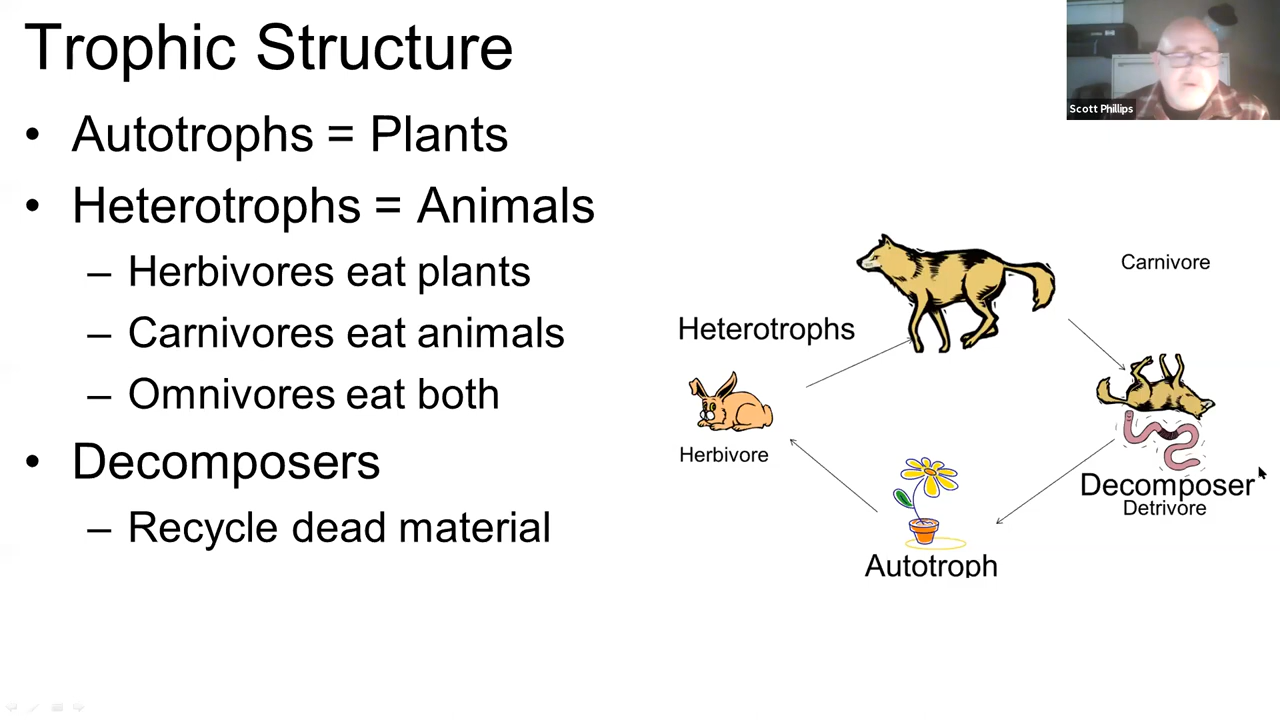 Trophic Structure
• Autotrophs = Plants
• Heterotrophs = Animals
– Herbivores eat plants
– Carnivores eat animals
– Omnivores eat both
• Decomposers
– Recycle dead material
Scott Phillips
Carnivore
Heterotrophs
Herbivore
Decomposer
Detrivore
Autotroph